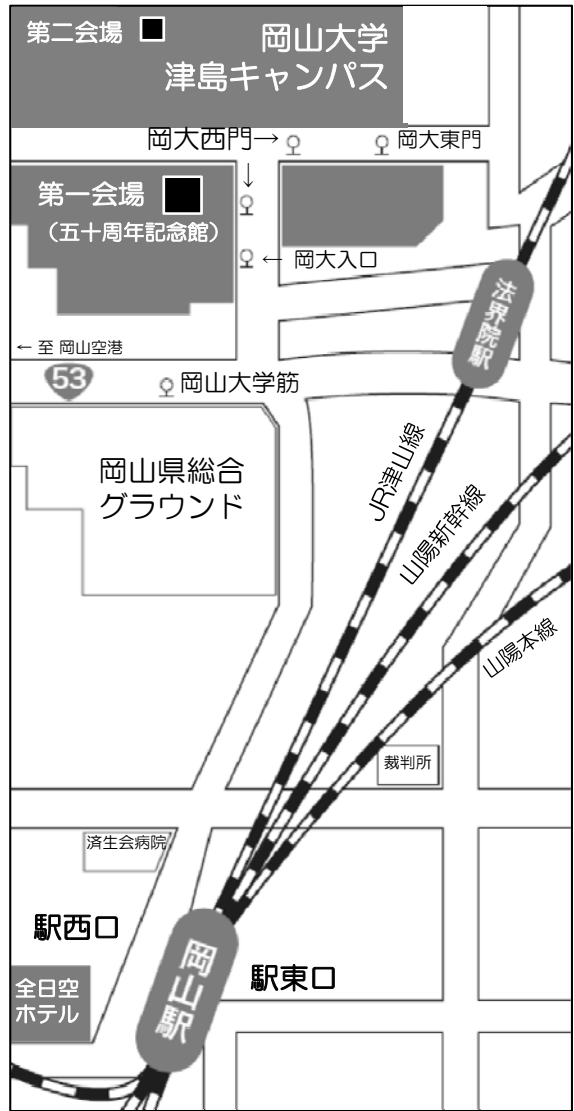 第二会場
岡山大学
津島キャンパス
岡大西門→
岡大東門
↓
第一会場
（五十周年記念館）
← 岡大入口
法界院駅
← 至 岡山空港
53
岡山大学筋
岡山県総合
グラウンド
JR津山線
山陽新幹線
山陽本線
裁判所
済生会病院
駅西口
岡山駅
駅東口
全日空
ホテル